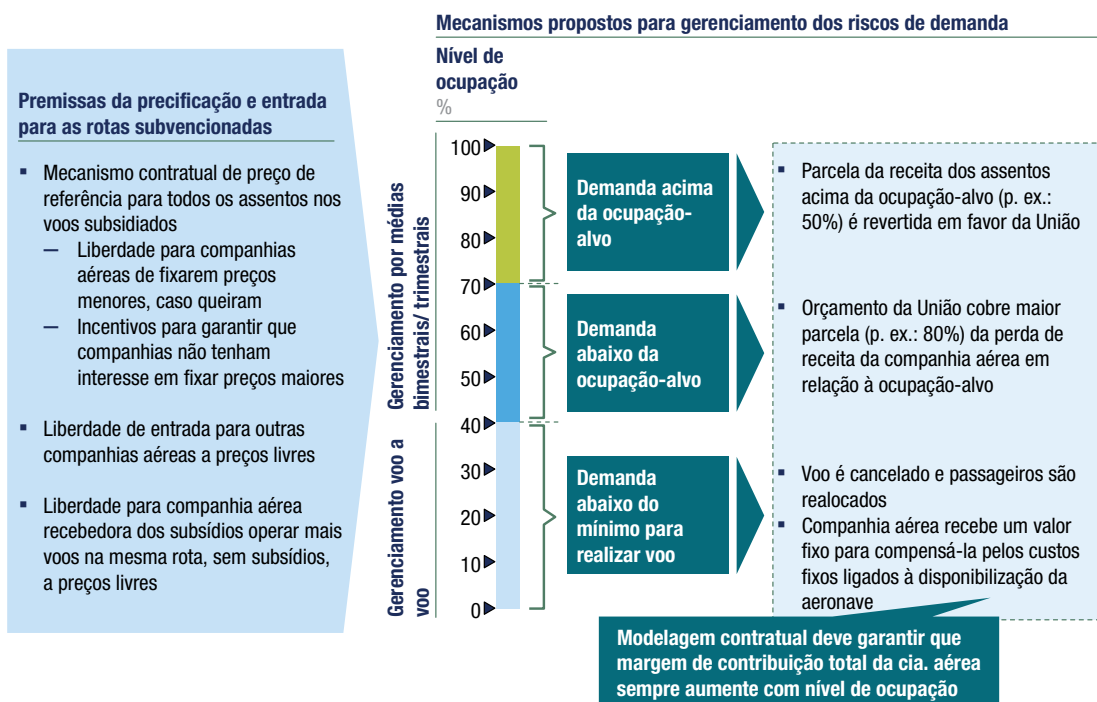 Mecanismos propostos para gerenciamento dos riscos de demanda
Premissas da precificação e entrada
para as rotas subvencionadas
▪ Mecanismo contratual de preço de
referência para todos os assentos nos
voos subsidiados
— Liberdade para companhias
aéreas de fixarem preços
menores, caso queiram
— Incentivos para garantir que
companhias não tenham
interesse em fixar preços maiores
▪ Liberdade de entrada para outras
companhias aéreas a preços livres
▪ Liberdade para companhia aérea
recebedora dos subsídios operar mais
voos na mesma rota, sem subsídios,
a preços livres
Nível de
ocupação
%
Gerenciamento por médias
bimestrais/ trimestrais
Gerenciamento voo a
voo
100
90
80
70
60
50
40
30
20
10
0
Demanda acima
da ocupação-
alvo
▪ Parcela da receita dos assentos
acima da ocupação-alvo (p. ex.:
50%) é revertida em favor da União
Demanda
abaixo da
ocupação-alvo
▪ Orçamento da União cobre maior
parcela (p. ex.: 80%) da perda de
receita da companhia aérea em
relação à ocupação-alvo
Demanda
abaixo do
mínimo para
realizar voo
▪ Voo é cancelado e passageiros são
realocados
▪ Companhia aérea recebe um valor
fixo para compensá-la pelos custos
fixos ligados à disponibilização da
aeronave
Modelagem contratual deve garantir que
margem de contribuição total da cia. aérea
sempre aumente com nível de ocupação